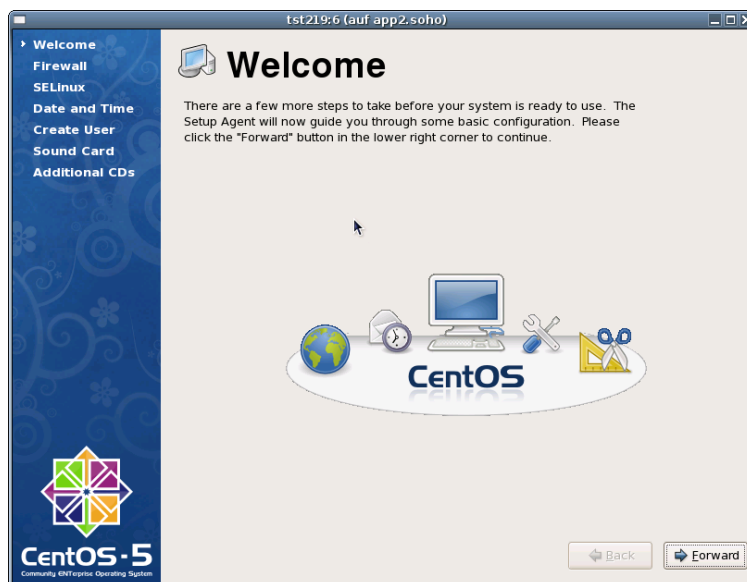 tst219:6 (auf app2.soho)
Welcome
Firewall
SELinux
Date and Time
Create User
Sound Card
Additional CDs
Welcome
There are a few more steps to take before your system is ready to use. The
Setup Agent will now guide you through some basic configuration. Please
click the "Forward" button in the lower right corner to continue.
CentOS
CentOS-5
Community ENTerprise Operating System
Back
Forward